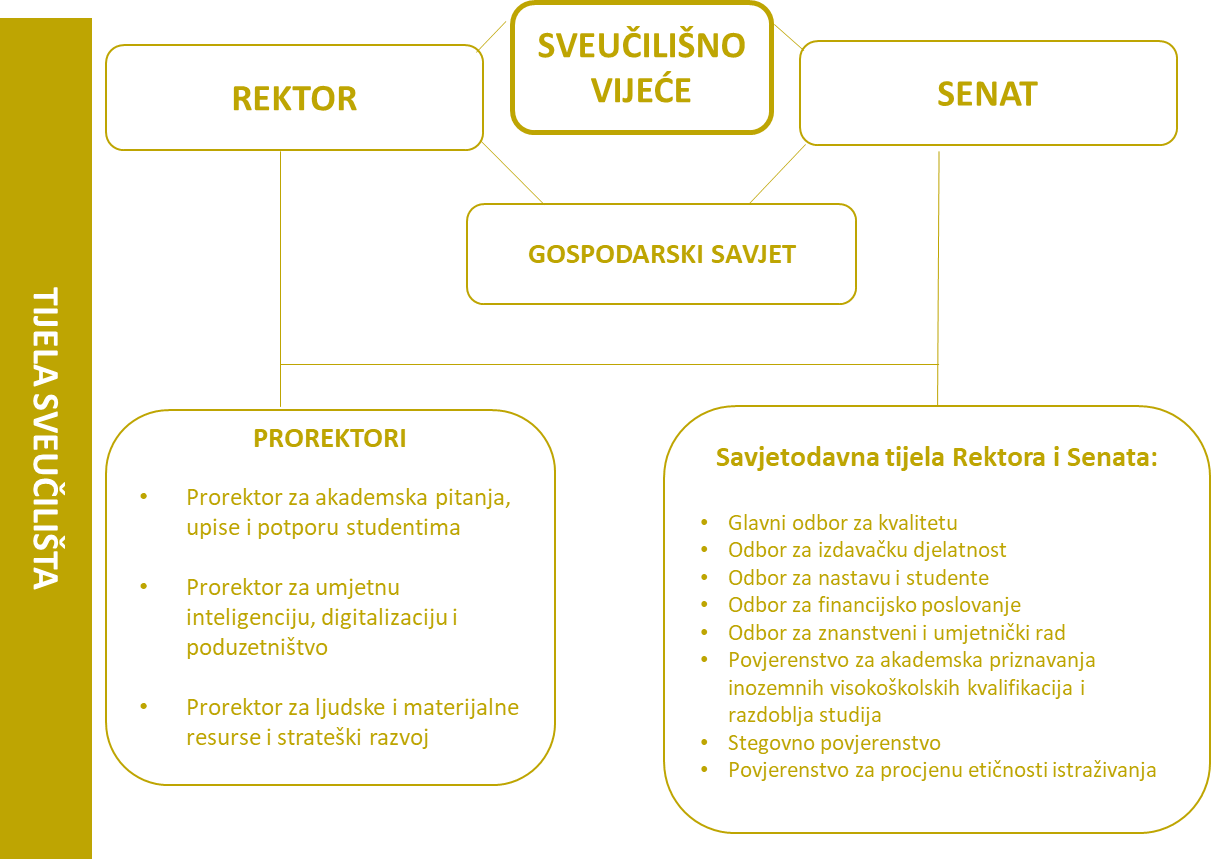 TIJELA SVEUČILIŠTA
REKTOR
SVEUČILIŠNO
VIJEĆE
SENAT
GOSPODARSKI SAVJET
PROREKTORI
• Prorektor za akademska pitanja,
upise i potporu studentima
• Prorektor za umjetnu
inteligenciju, digitalizaciju i
poduzetništvo
• Prorektor za ljudske i materijalne
resurse i strateški razvoj
Savjetodavna tijela Rektora i Senata:
• Glavni odbor za kvalitetu
• Odbor za izdavačku djelatnost
• Odbor za nastavu i studente
• Odbor za financijsko poslovanje
• Odbor za znanstveni i umjetnički rad
• Povjerenstvo za akademska priznavanja
inozemnih visokoškolskih kvalifikacija i
razdoblja studija
• Stegovno povjerenstvo
• Povjerenstvo za procjenu etičnosti istraživanja